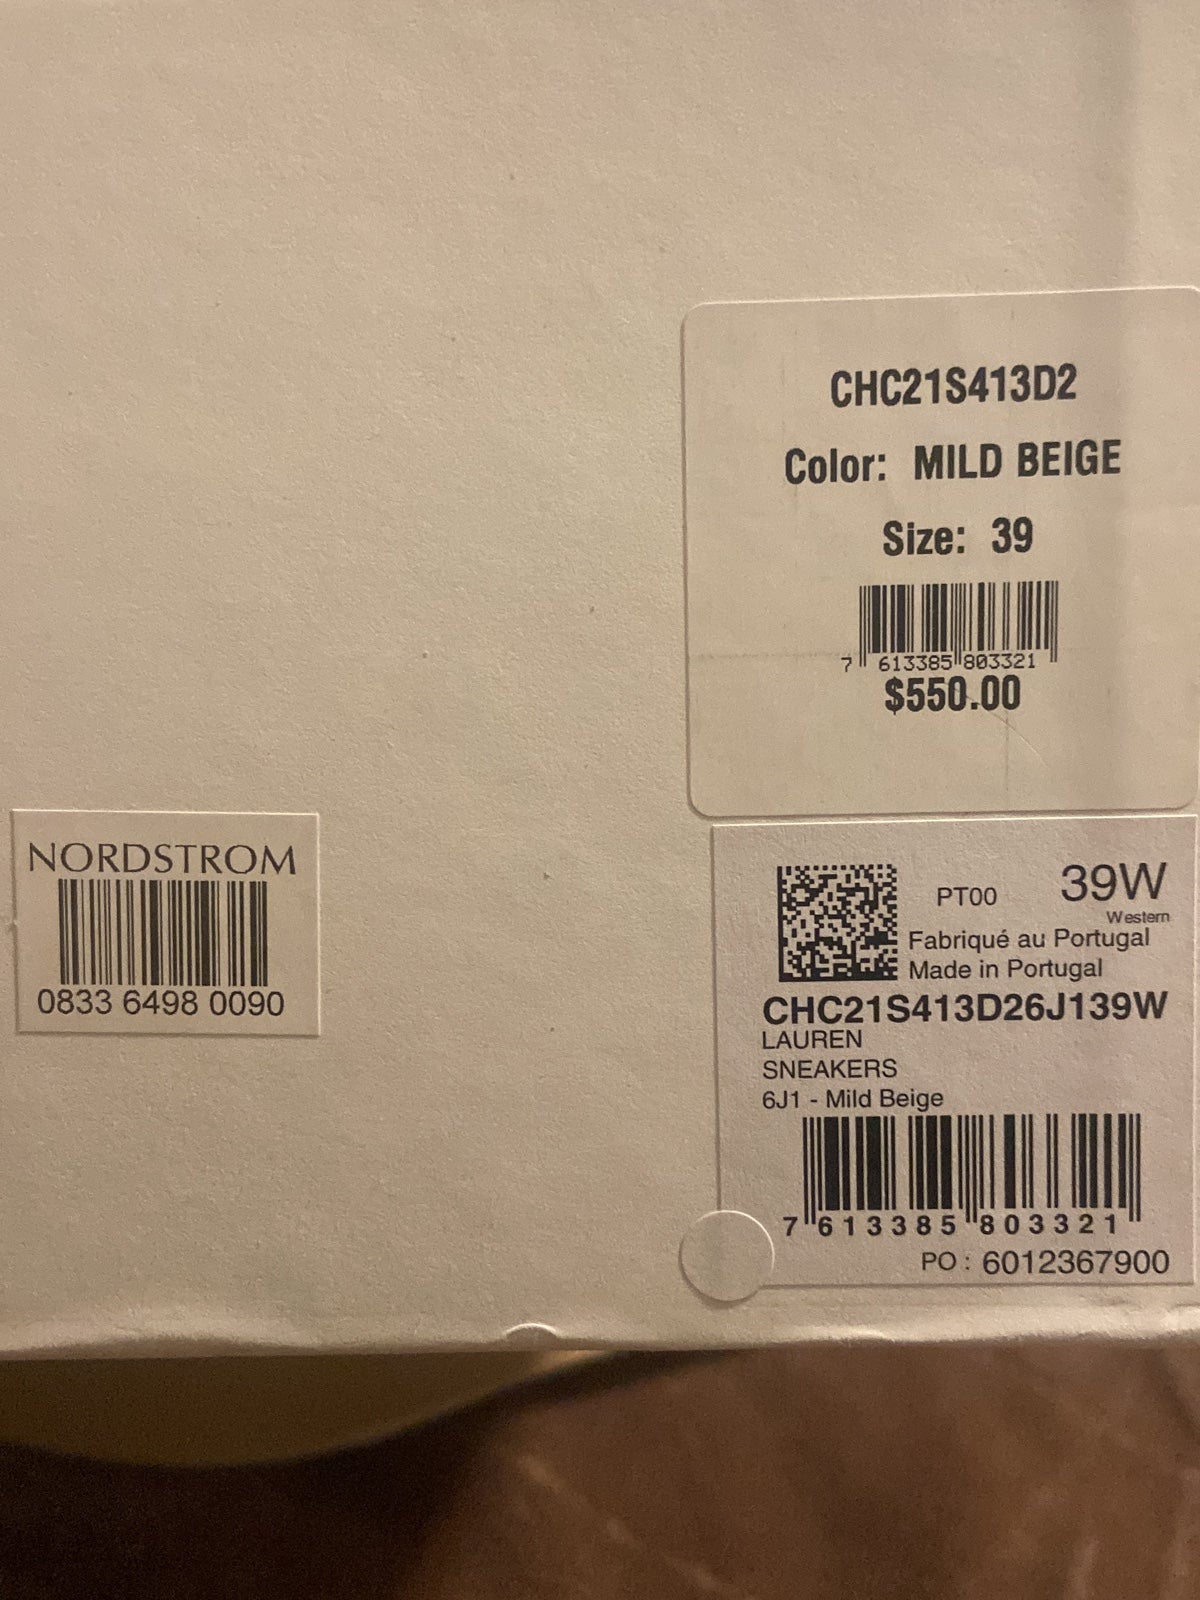 CHC21S413D2
Color: MILD BEIGE
Size: 39
7 613385 803321
$550.00
NORDSTROM
0833 6498 0090
PT00 39W
Western
Fabriqué au Portugal
Made in Portugal
CHC21S413D26J139W
LAUREN
SNEAKERS
6J1 - Mild Beige
7 613385 803321
PO : 6012367900